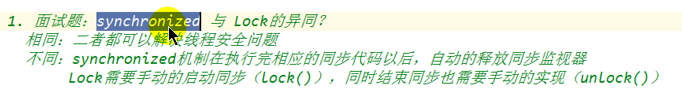 1. 面试题：synchronized 与 Lock的异同？
相同：二者都可以解决线程安全问题
不同：synchronized机制在执行完相应的同步代码以后，自动的释放同步监视器
Lock需要手动的启动同步（lock()），同时结束同步也需要手动的实现（unlock()）